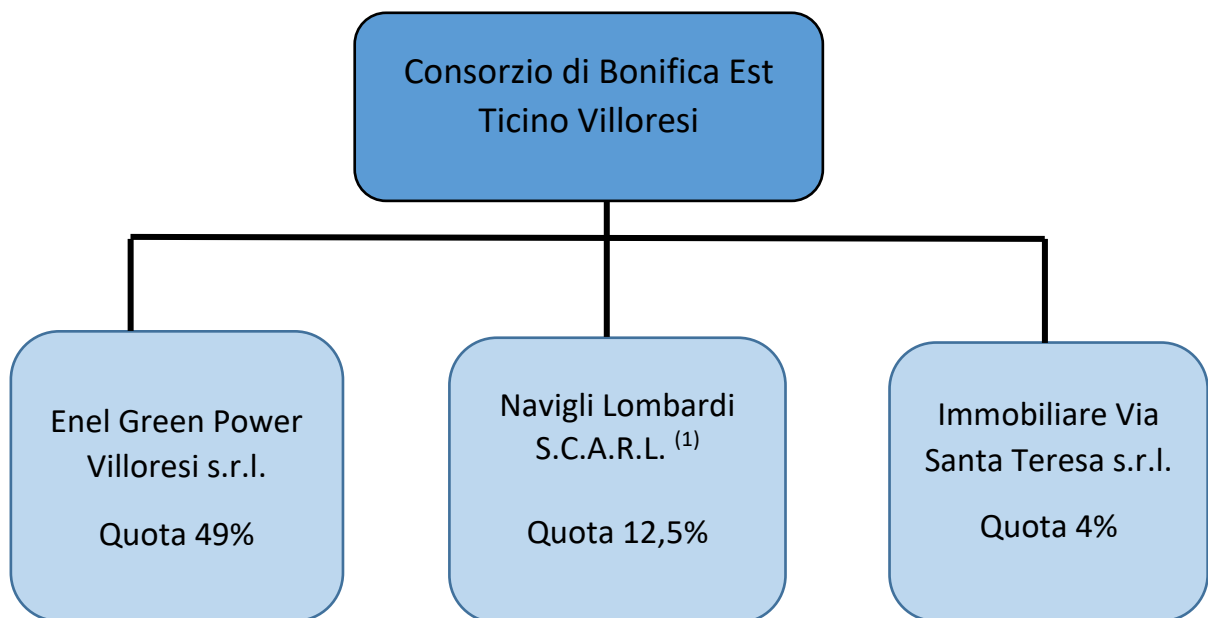 Consorzio di Bonifica Est
Ticino Villoresi
Enel Green Power
Villoresi s.r.l.
Quota 49%
Navigli Lombardi
S.C.A.R.L. (1)
Quota 12,5%
Immobiliare Via
Santa Teresa s.r.l.
Quota 4%